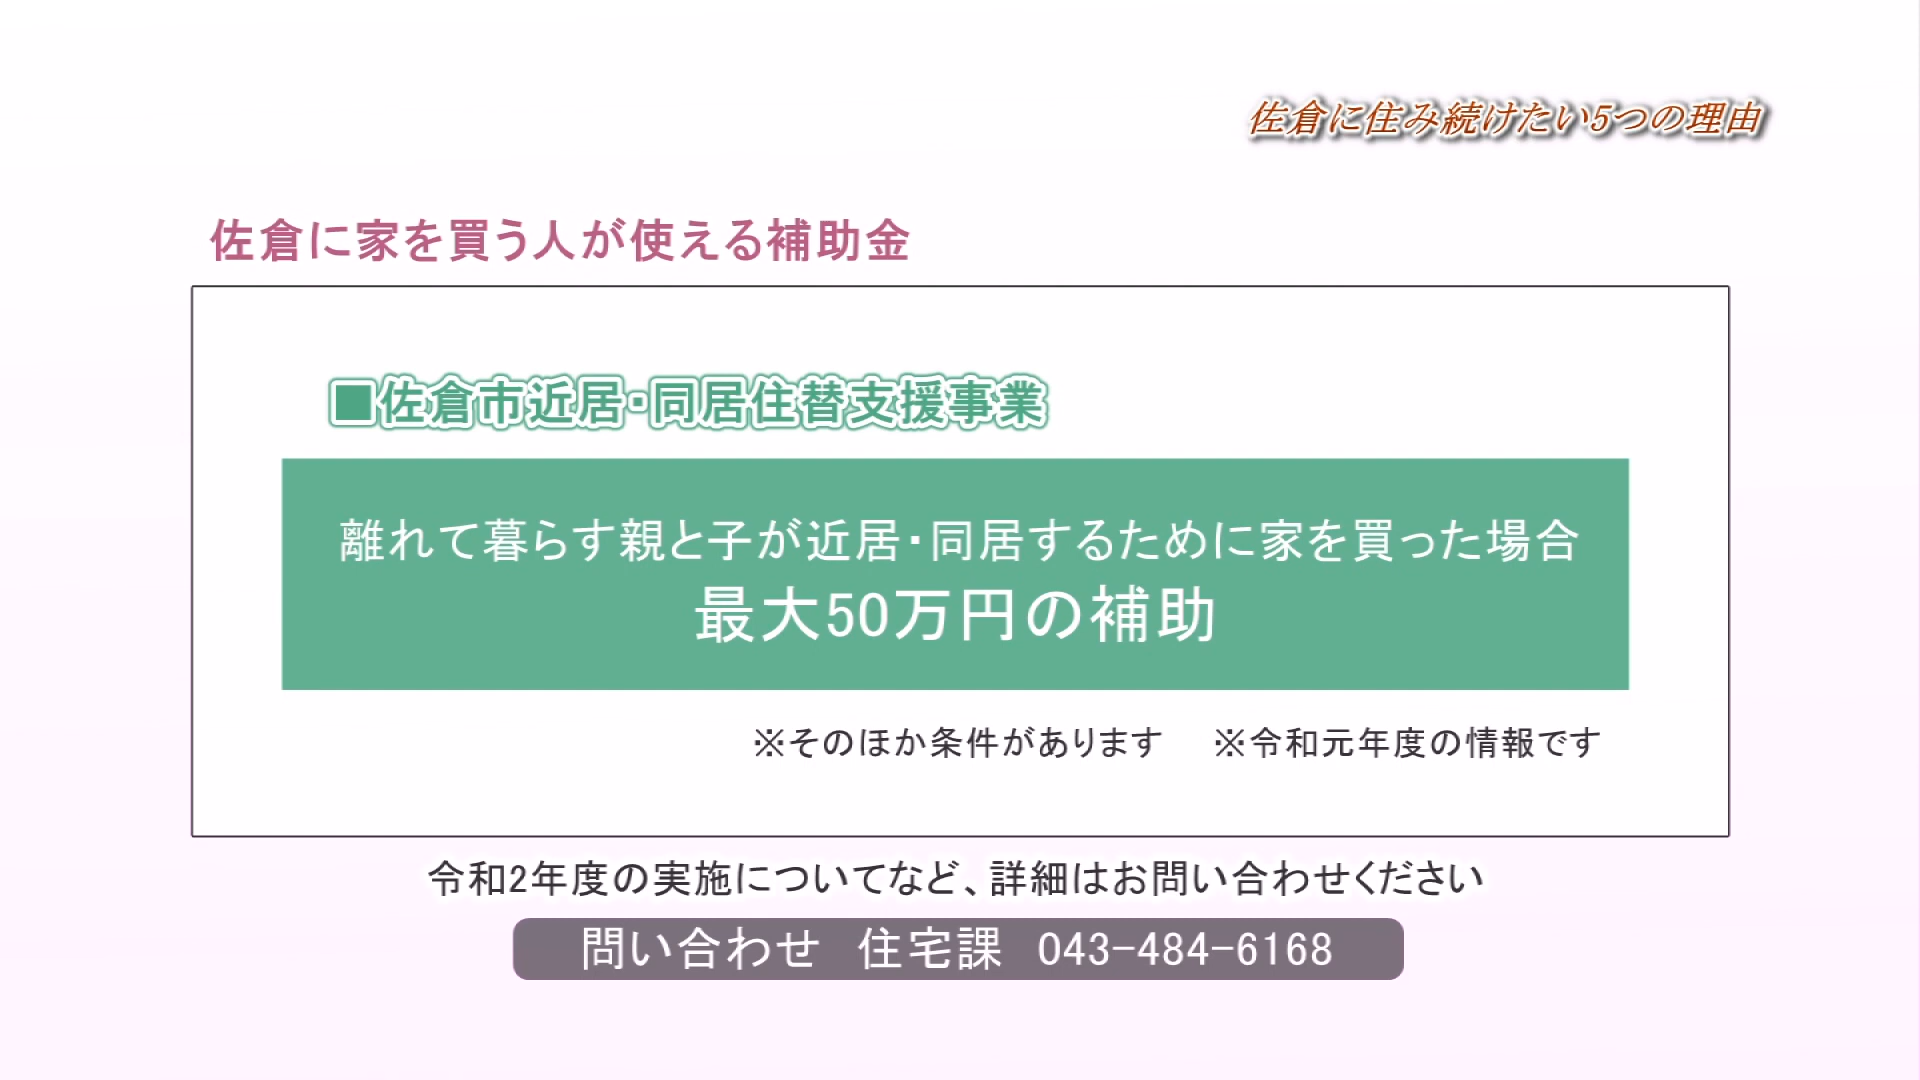 佐倉に住み続けたい5つの理由
佐倉に家を買う人が使える補助金
■佐倉市近居・同居住替支援事業
離れて暮らす親と子が近居・同居するために家を買った場合
最大50万円の補助
※そのほか条件があります　※令和元年度の情報です
令和2年度の実施についてなど、詳細はお問い合わせください
問い合わせ　住宅課　043-484-6168